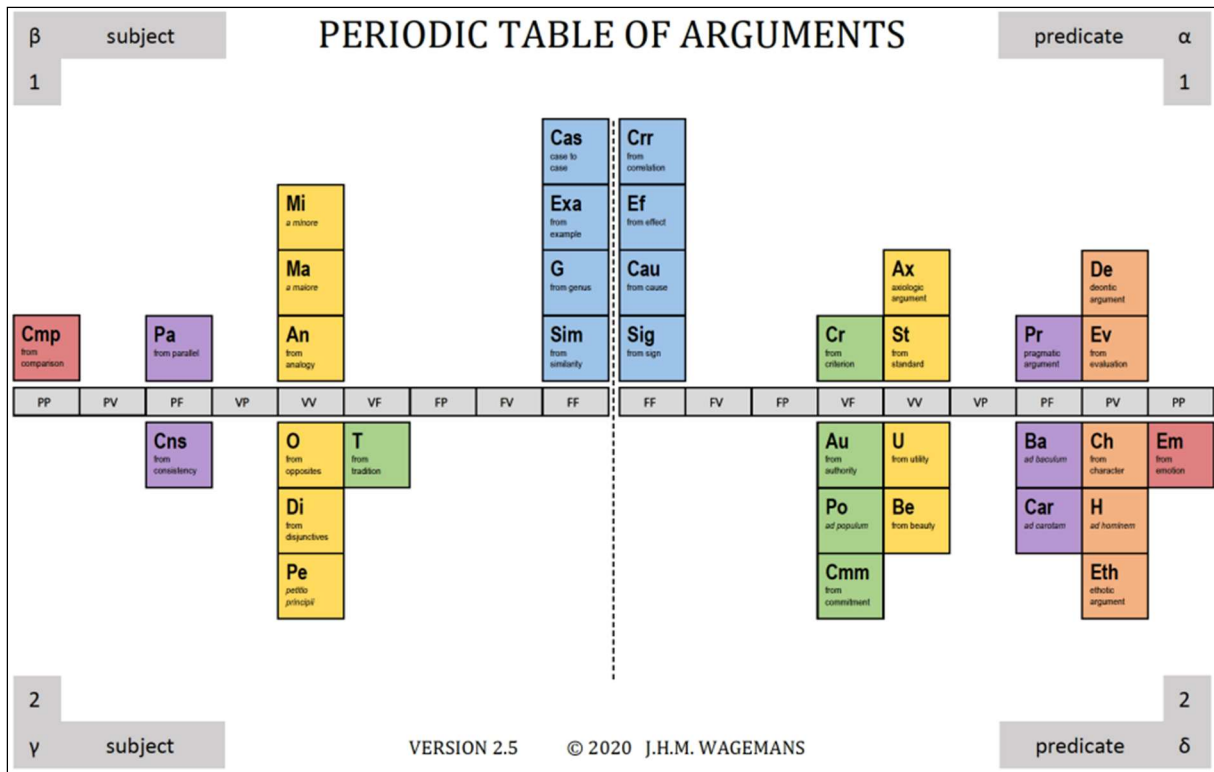 β subject PERIODIC TABLE OF ARGUMENTS predicate α
1 1
Cas Crr
case to from
case correlation
Mi Exa Ef
a minore from from effect
example
Ma G Cau Ax De
a maiore from genus from cause axiologic deontic
argument argument
Cmp Pa An Sim Sig Cr St Pr Ev
from from parallel from from from sign from from pragmatic from
comparison analogy similarity criterion standard argument evaluation
PP PV PF VP VV VF FP FV FF FF FV FP VF VV VP PF PV PP
Cns O T Au U Ba Ch Em
from from from from from utility ad baculum from from
consistency opposites tradition authority character emotion
Di Po Be Car H
from ad populum from beauty ad carotam ad hominem
disjunctives
Pe Cmm Eth
petitio from ethotic
principii commitment argument
2 2
γ subject VERSION 2.5 © 2020 J.H.M. WAGEMANS predicate δ